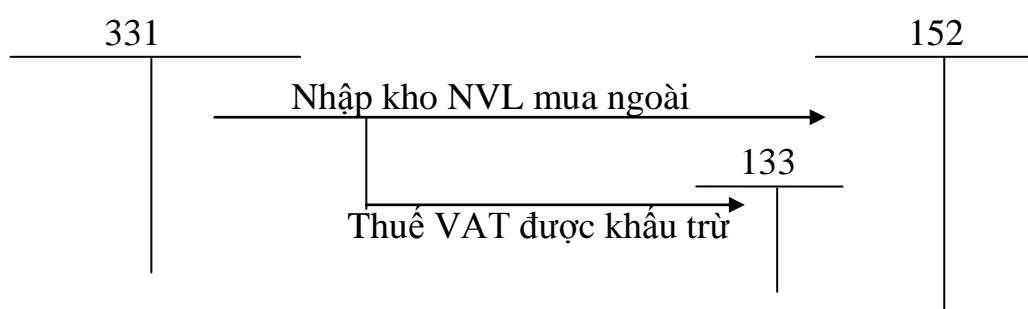 331
152
Nhập kho NVL mua ngoài
133
Thuế VAT được khấu trừ